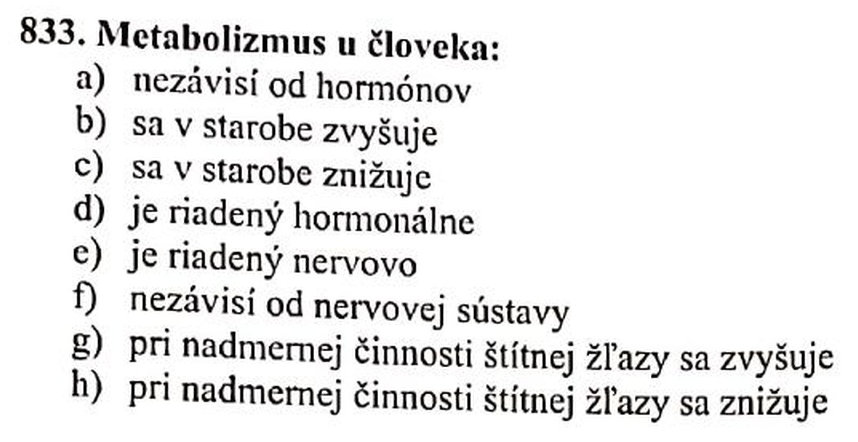 833. Metabolizmus u človeka:
a) nezávisí od hormónov
b) sa v starobe zvyšuje
c) sa v starobe znižuje
d) je riadený hormonálne
e) je riadený nervovo
f) nezávisí od nervovej sústavy
g) pri nadmernej činnosti štítnej žľazy sa zvyšuje
h) pri nadmernej činnosti štítnej žľazy sa znižuje